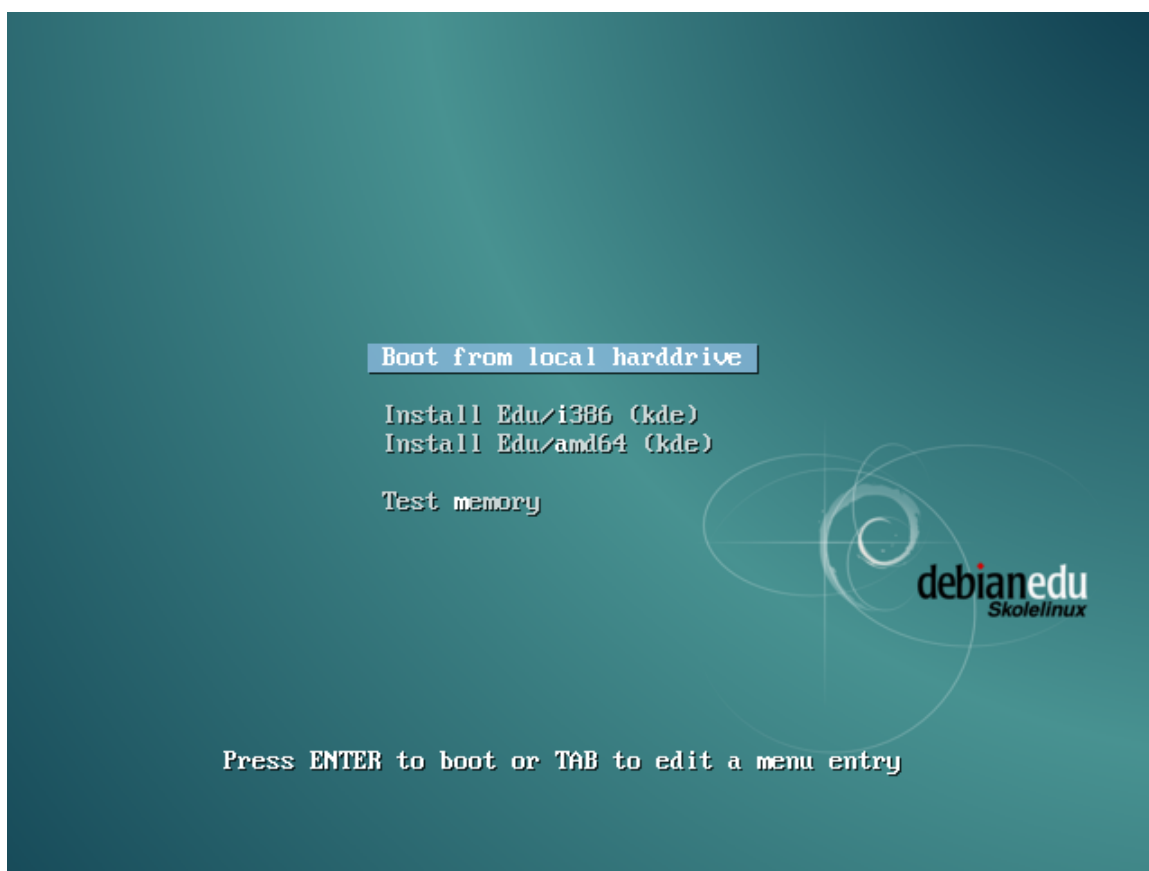 Boot from local harddrive
Install Edu/i386 (kde)
Install Edu/amd64 (kde)
Test memory
debianedu
Skolelinux
Press ENTER to boot or TAB to edit a menu entry